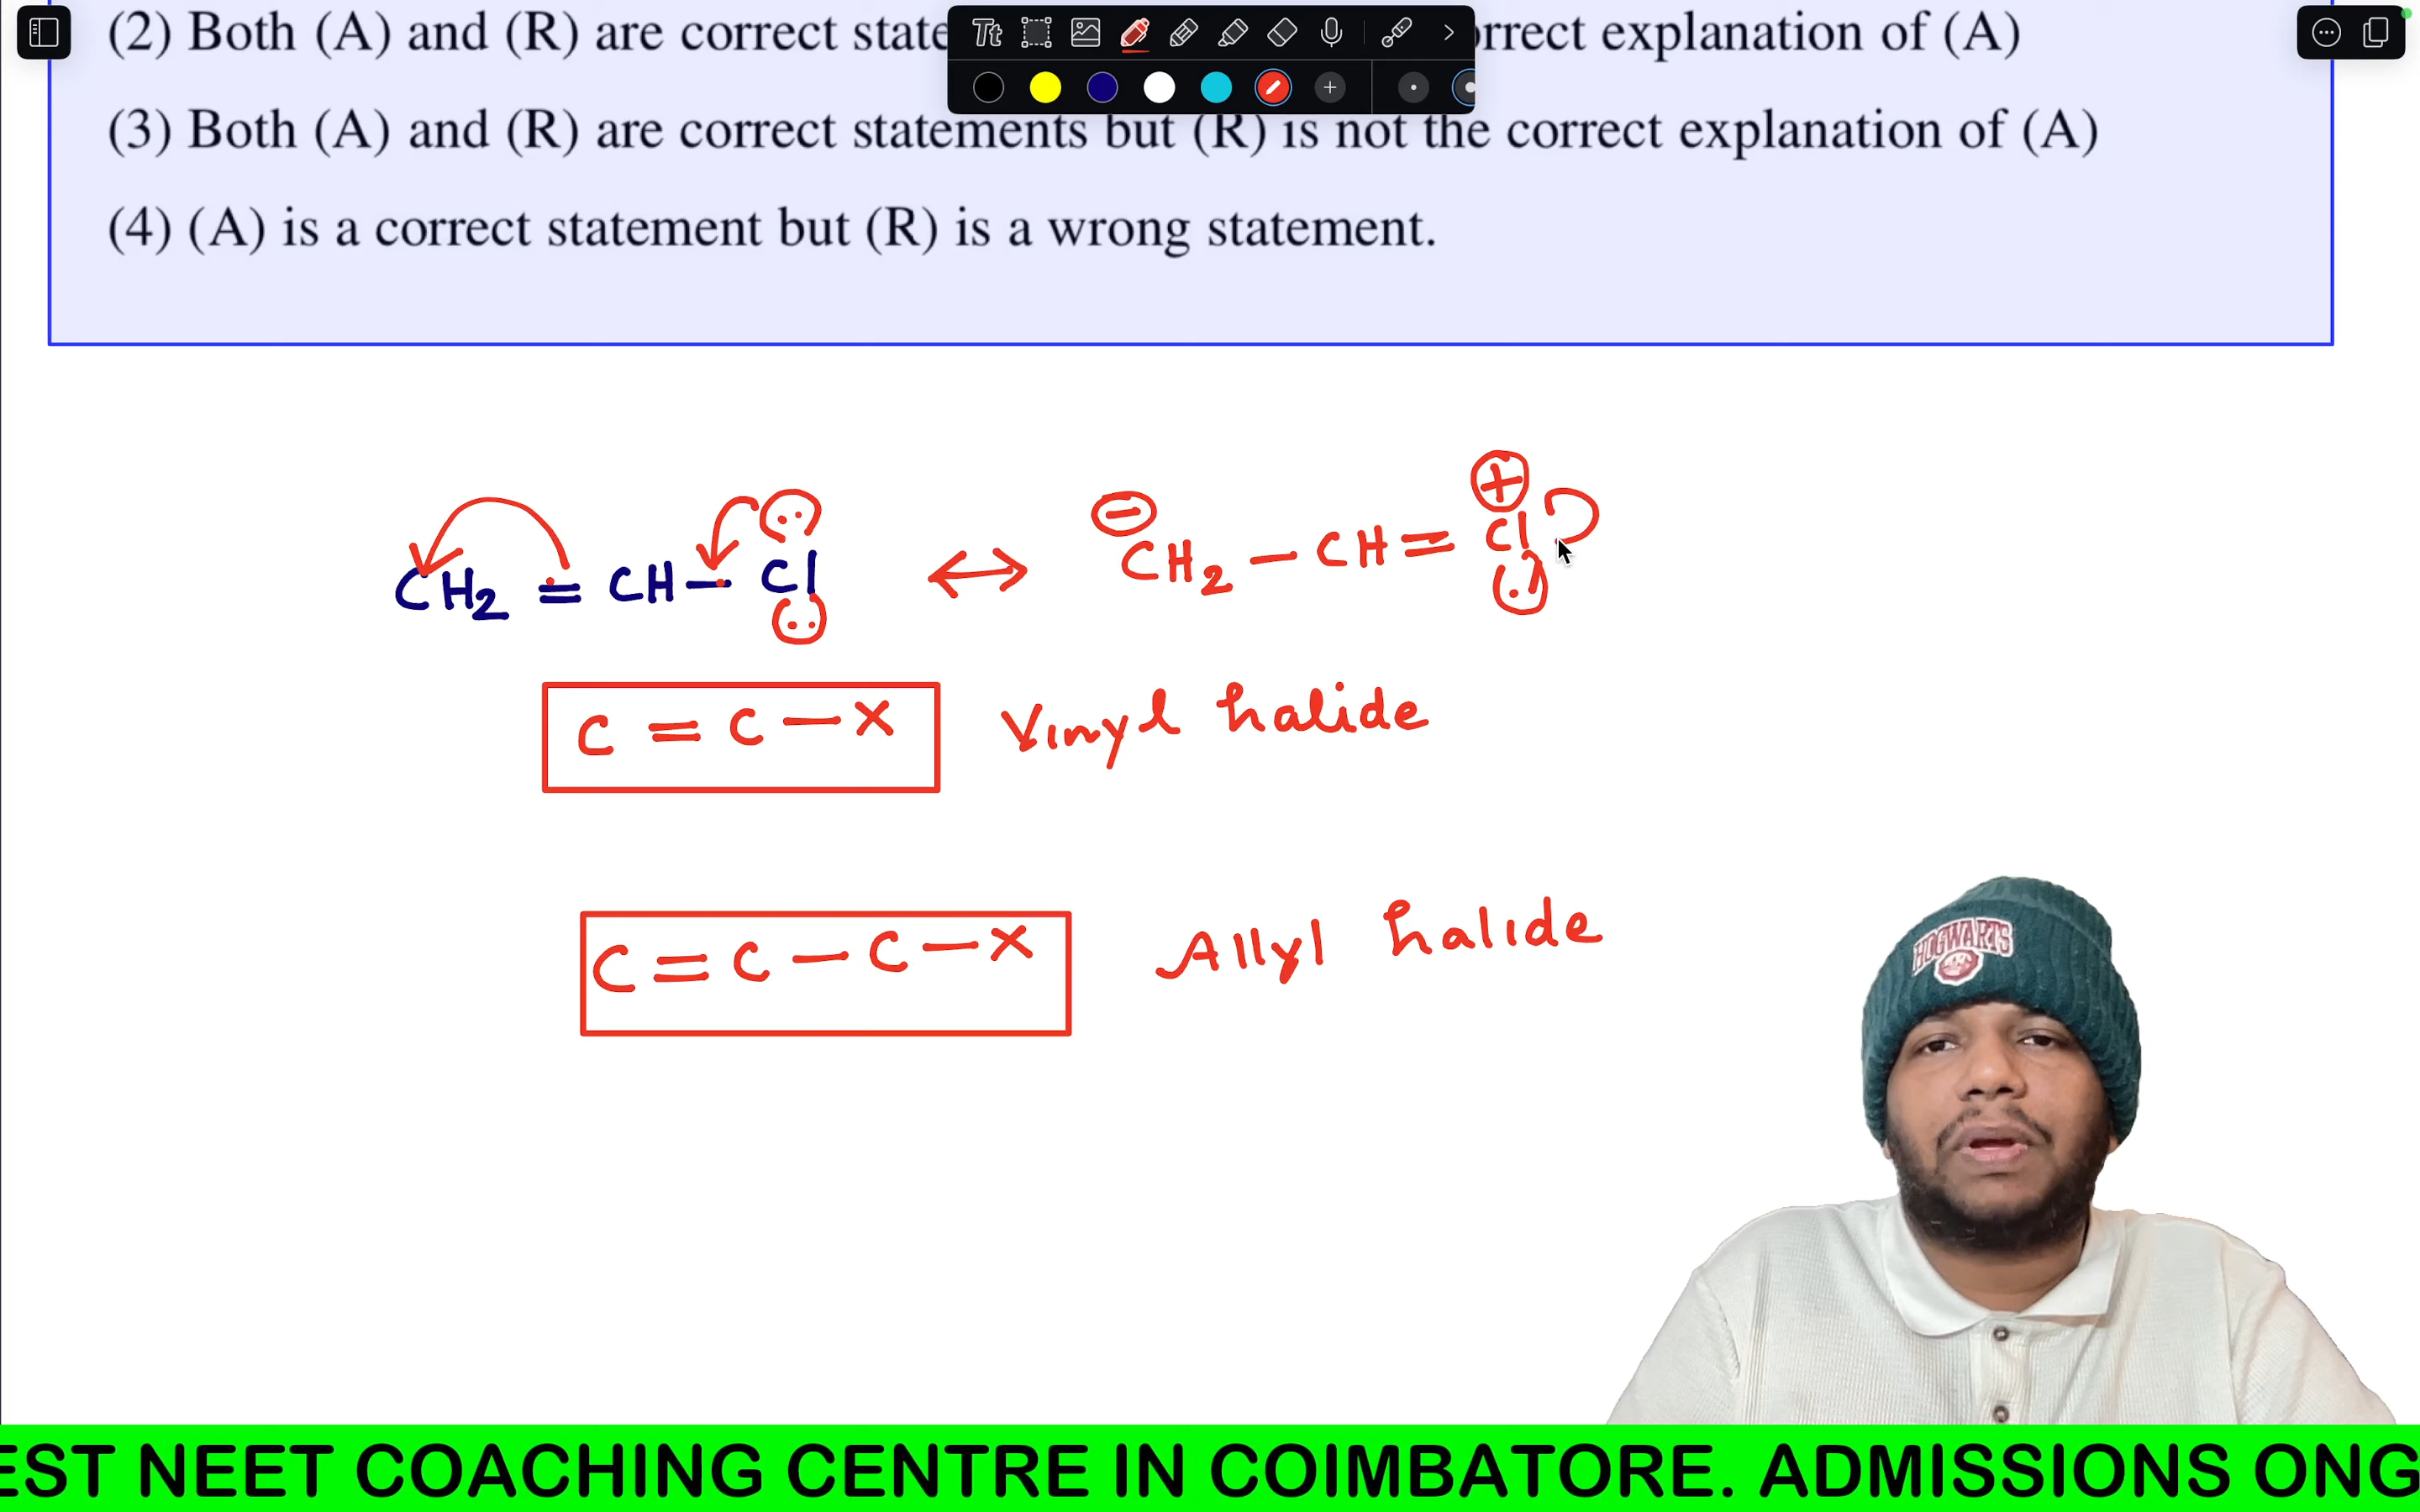 (2) Both (A) and (R) are correct state orrect explanation of (A)
(3) Both (A) and (R) are correct statements but (R) is not the correct explanation of (A)
(4) (A) is a correct statement but (R) is a wrong statement.
CH2 = CH – Cl ↔ ⊖CH2 – CH = Cl⊕
C = C – X Vinyl halide
C = C – C – X Allyl halide
HOGWARTS
EST NEET COACHING CENTRE IN COIMBATORE. ADMISSIONS ONG